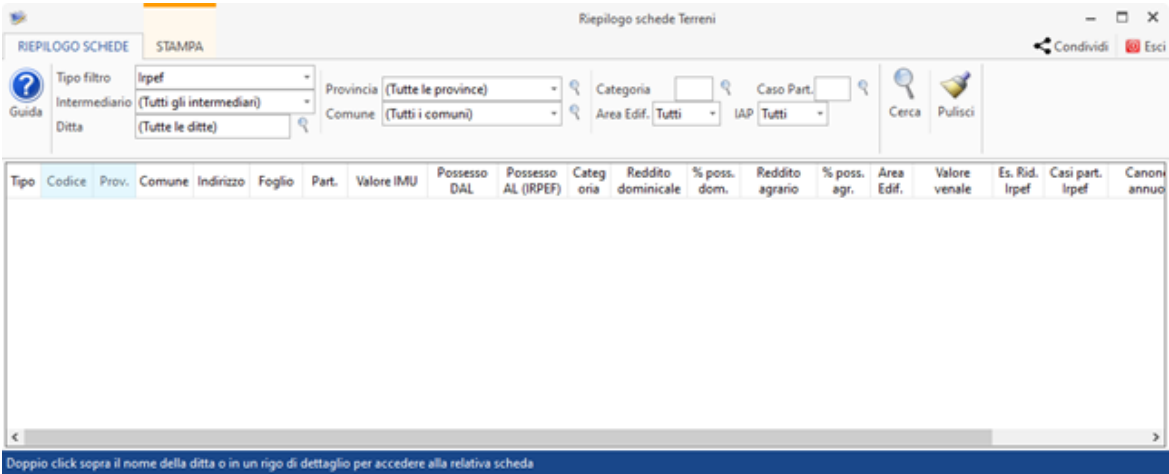 Riepilogo schede Terreni
RIEPILOGO SCHEDE STAMPA Condividi Esci
Guida
Tipo filtro Irpef
Intermediario (Tutti gli intermediari)
Ditta (Tutte le ditte)
Provincia (Tutte le province)
Comune (Tutti i comuni)
Categoria Caso Part.
Area Edif. Tutti IAP Tutti
Cerca Pulisci
Tipo Codice Prov. Comune Indirizzo Foglio Part. Valore IMU Possesso DAL Possesso AL (IRPEF) Categ oria Reddito dominicale % poss. dom. Reddito agrario % poss. agr. Area Edif. Valore venale Es. Rid. Irpef Casi part. Irpef Canon annuo
Doppio click sopra il nome della ditta o in un rigo di dettaglio per accedere alla relativa scheda